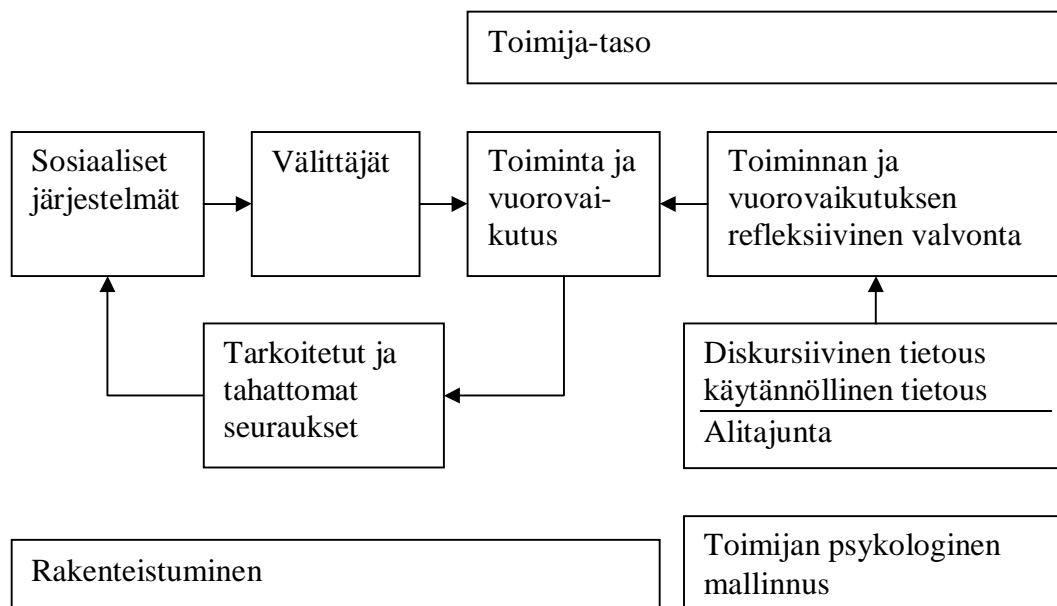 Toimija-taso
Sosiaaliset
järjestelmät
Välittäjät
Toiminta ja
vuorovai-
kutus
Toiminnan ja
vuorovaikutuksen
refleksiivinen valvonta
Tarkoitetut ja
tahattomat
seuraukset
Diskursiivinen tietous
käytännöllinen tietous
Alitajunta
Rakenteistuminen
Toimijan psykologinen
mallinnus